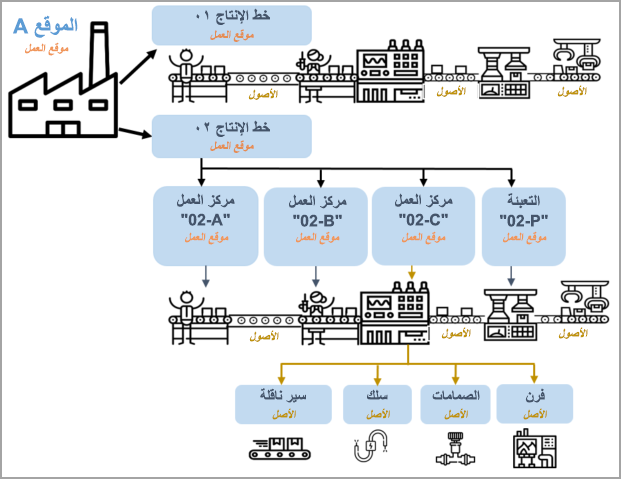 الموقع A
موقع العمل
خط الإنتاج ٠١
موقع العمل
الأصول
الأصول
الأصول
خط الإنتاج ٠٢
موقع العمل
مركز العمل
"02-A"
موقع العمل
مركز العمل
"02-B"
موقع العمل
مركز العمل
"02-C"
موقع العمل
التعبئة
"02-P"
موقع العمل
الأصول
الأصول
الأصول
سير ناقلة
الأصل
سلك
الأصل
الصمامات
الأصل
فرن
الأصل